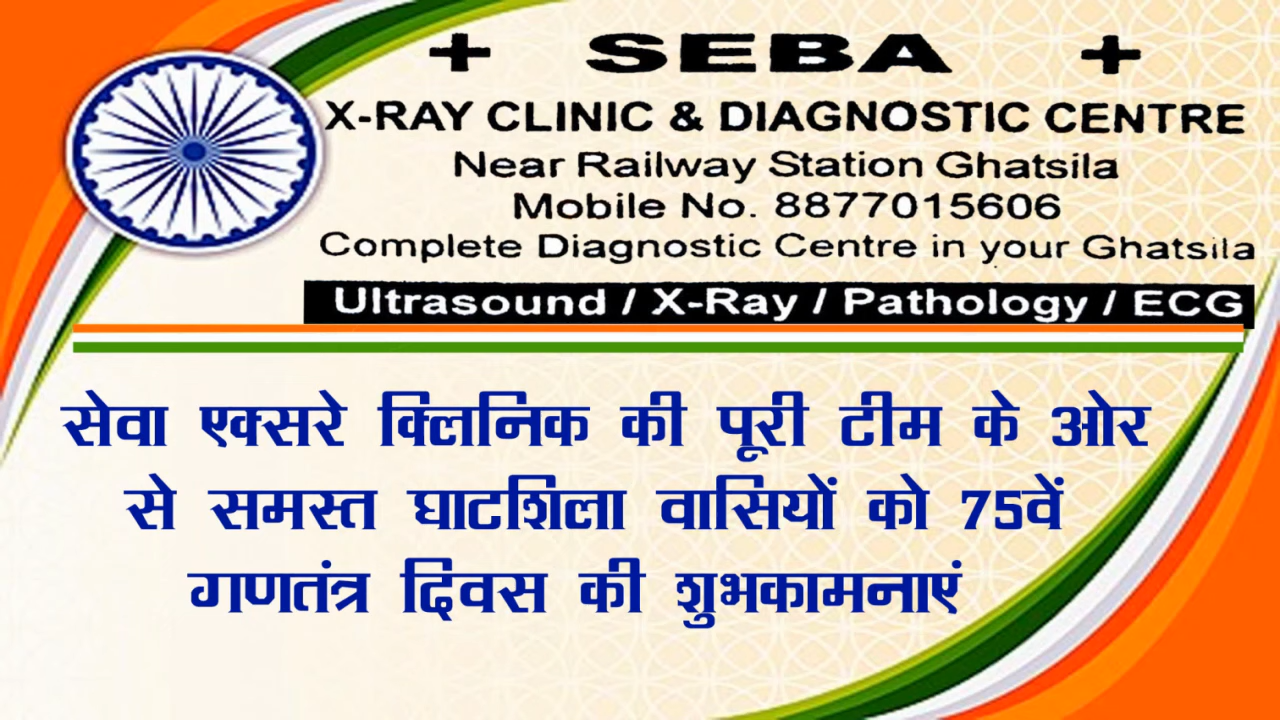 + SEBA +
X-RAY CLINIC & DIAGNOSTIC CENTRE
Near Railway Station Ghatsila
Mobile No. 8877015606
Complete Diagnostic Centre in your Ghatsila
Ultrasound / X-Ray / Pathology / ECG
सेवा एक्सरे क्लिनिक की पूरी टीम के ओर
से समस्त घाटशिला वासियों को 75वें
गणतंत्र दिवस की शुभकामनाएं